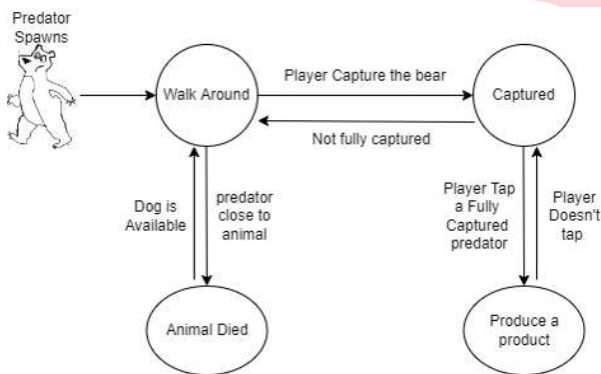 Predator
Spawns
Walk Around
Player Capture the bear
Captured
Not fully captured
Dog is
Available
predator
close to
animal
Player Tap
a Fully
Captured
predator
Player
Doesn't
tap
Animal Died
Produce a
product